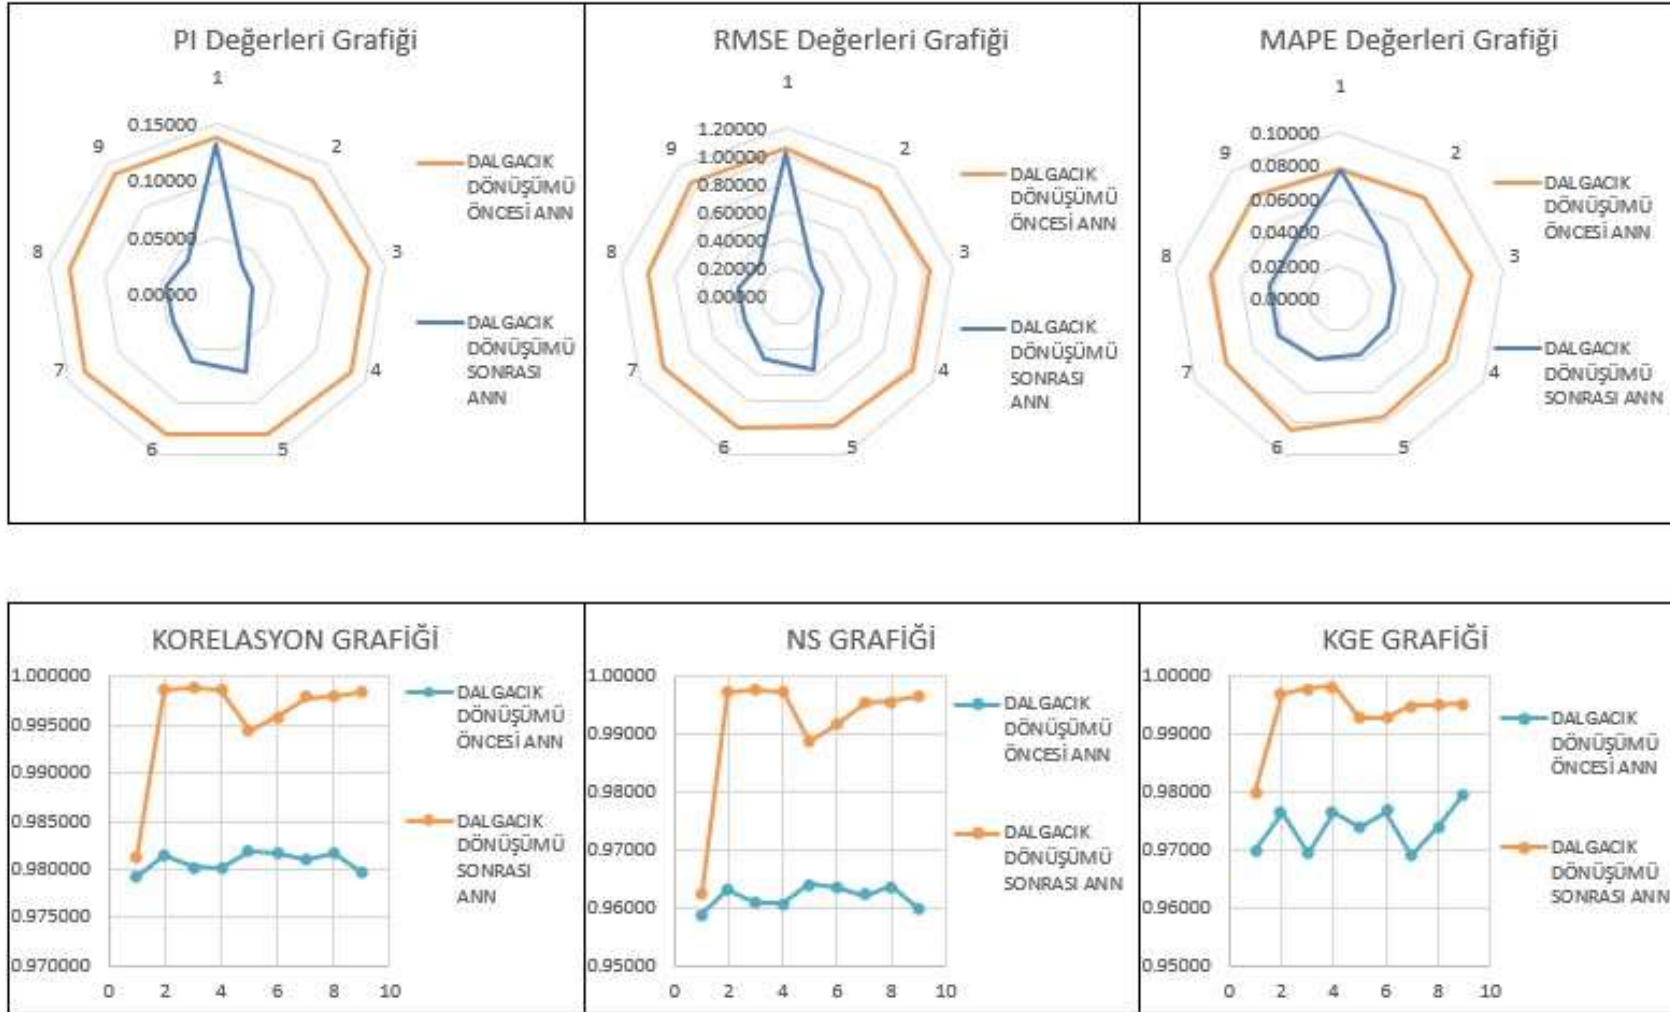 PI Değerleri Grafiği
1
0.15000
9
2
0.10000
0.05000
8
3
0.00000
7
4
6
5
DALGACIK
DÖNÜŞÜMÜ
ÖNCESİ ANN
DALGACIK
DÖNÜŞÜMÜ
SONRASI
ANN
RMSE Değerleri Grafiği
1
1.20000
9
1.00000
2
0.80000
0.60000
8
0.40000
3
0.20000
0.00000
7
4
6
5
DALGACIK
DÖNÜŞÜMÜ
ÖNCESİ ANN
DALGACIK
DÖNÜŞÜMÜ
SONRASI
ANN
MAPE Değerleri Grafiği
1
0.10000
9
0.08000
2
0.06000
0.04000
8
0.02000
3
0.00000
7
4
6
5
DALGACIK
DÖNÜŞÜMÜ
ÖNCESİ ANN
DALGACIK
DÖNÜŞÜMÜ
SONRASI ANN
KORELASYON GRAFİĞİ
1.000000
0.995000
0.990000
0.985000
0.980000
0.975000
0.970000
0 2 4 6 8 10
DALGACIK
DÖNÜŞÜMÜ
ÖNCESİ ANN
DALGACIK
DÖNÜŞÜMÜ
SONRASI
ANN
NS GRAFİĞİ
1.00000
0.99000
0.98000
0.97000
0.96000
0.95000
0 2 4 6 8 10
DALGACIK
DÖNÜŞÜMÜ
ÖNCESİ ANN
DALGACIK
DÖNÜŞÜMÜ
SONRASI ANN
KGE GRAFİĞİ
1.00000
0.99000
0.98000
0.97000
0.96000
0.95000
0 2 4 6 8 10
DALGACIK
DÖNÜŞÜMÜ
ÖNCESİ ANN
DALGACIK
DÖNÜŞÜMÜ
SONRASI ANN